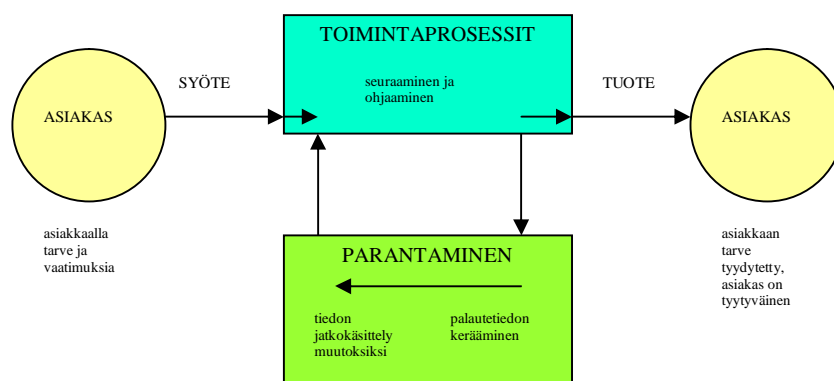 TOIMINTAPROSESSIT
SYÖTE
seuraaminen ja
ohjaaminen
TUOTE
ASIAKAS
ASIAKAS
asiakkaalla
tarve ja
vaatimuksia
asiakkaan
tarve
tyydytetty,
asiakas on
tyytyväinen
PARANTAMINEN
tiedon
jatkokäsittely
muutoksiksi
palautetiedon
kerääminen